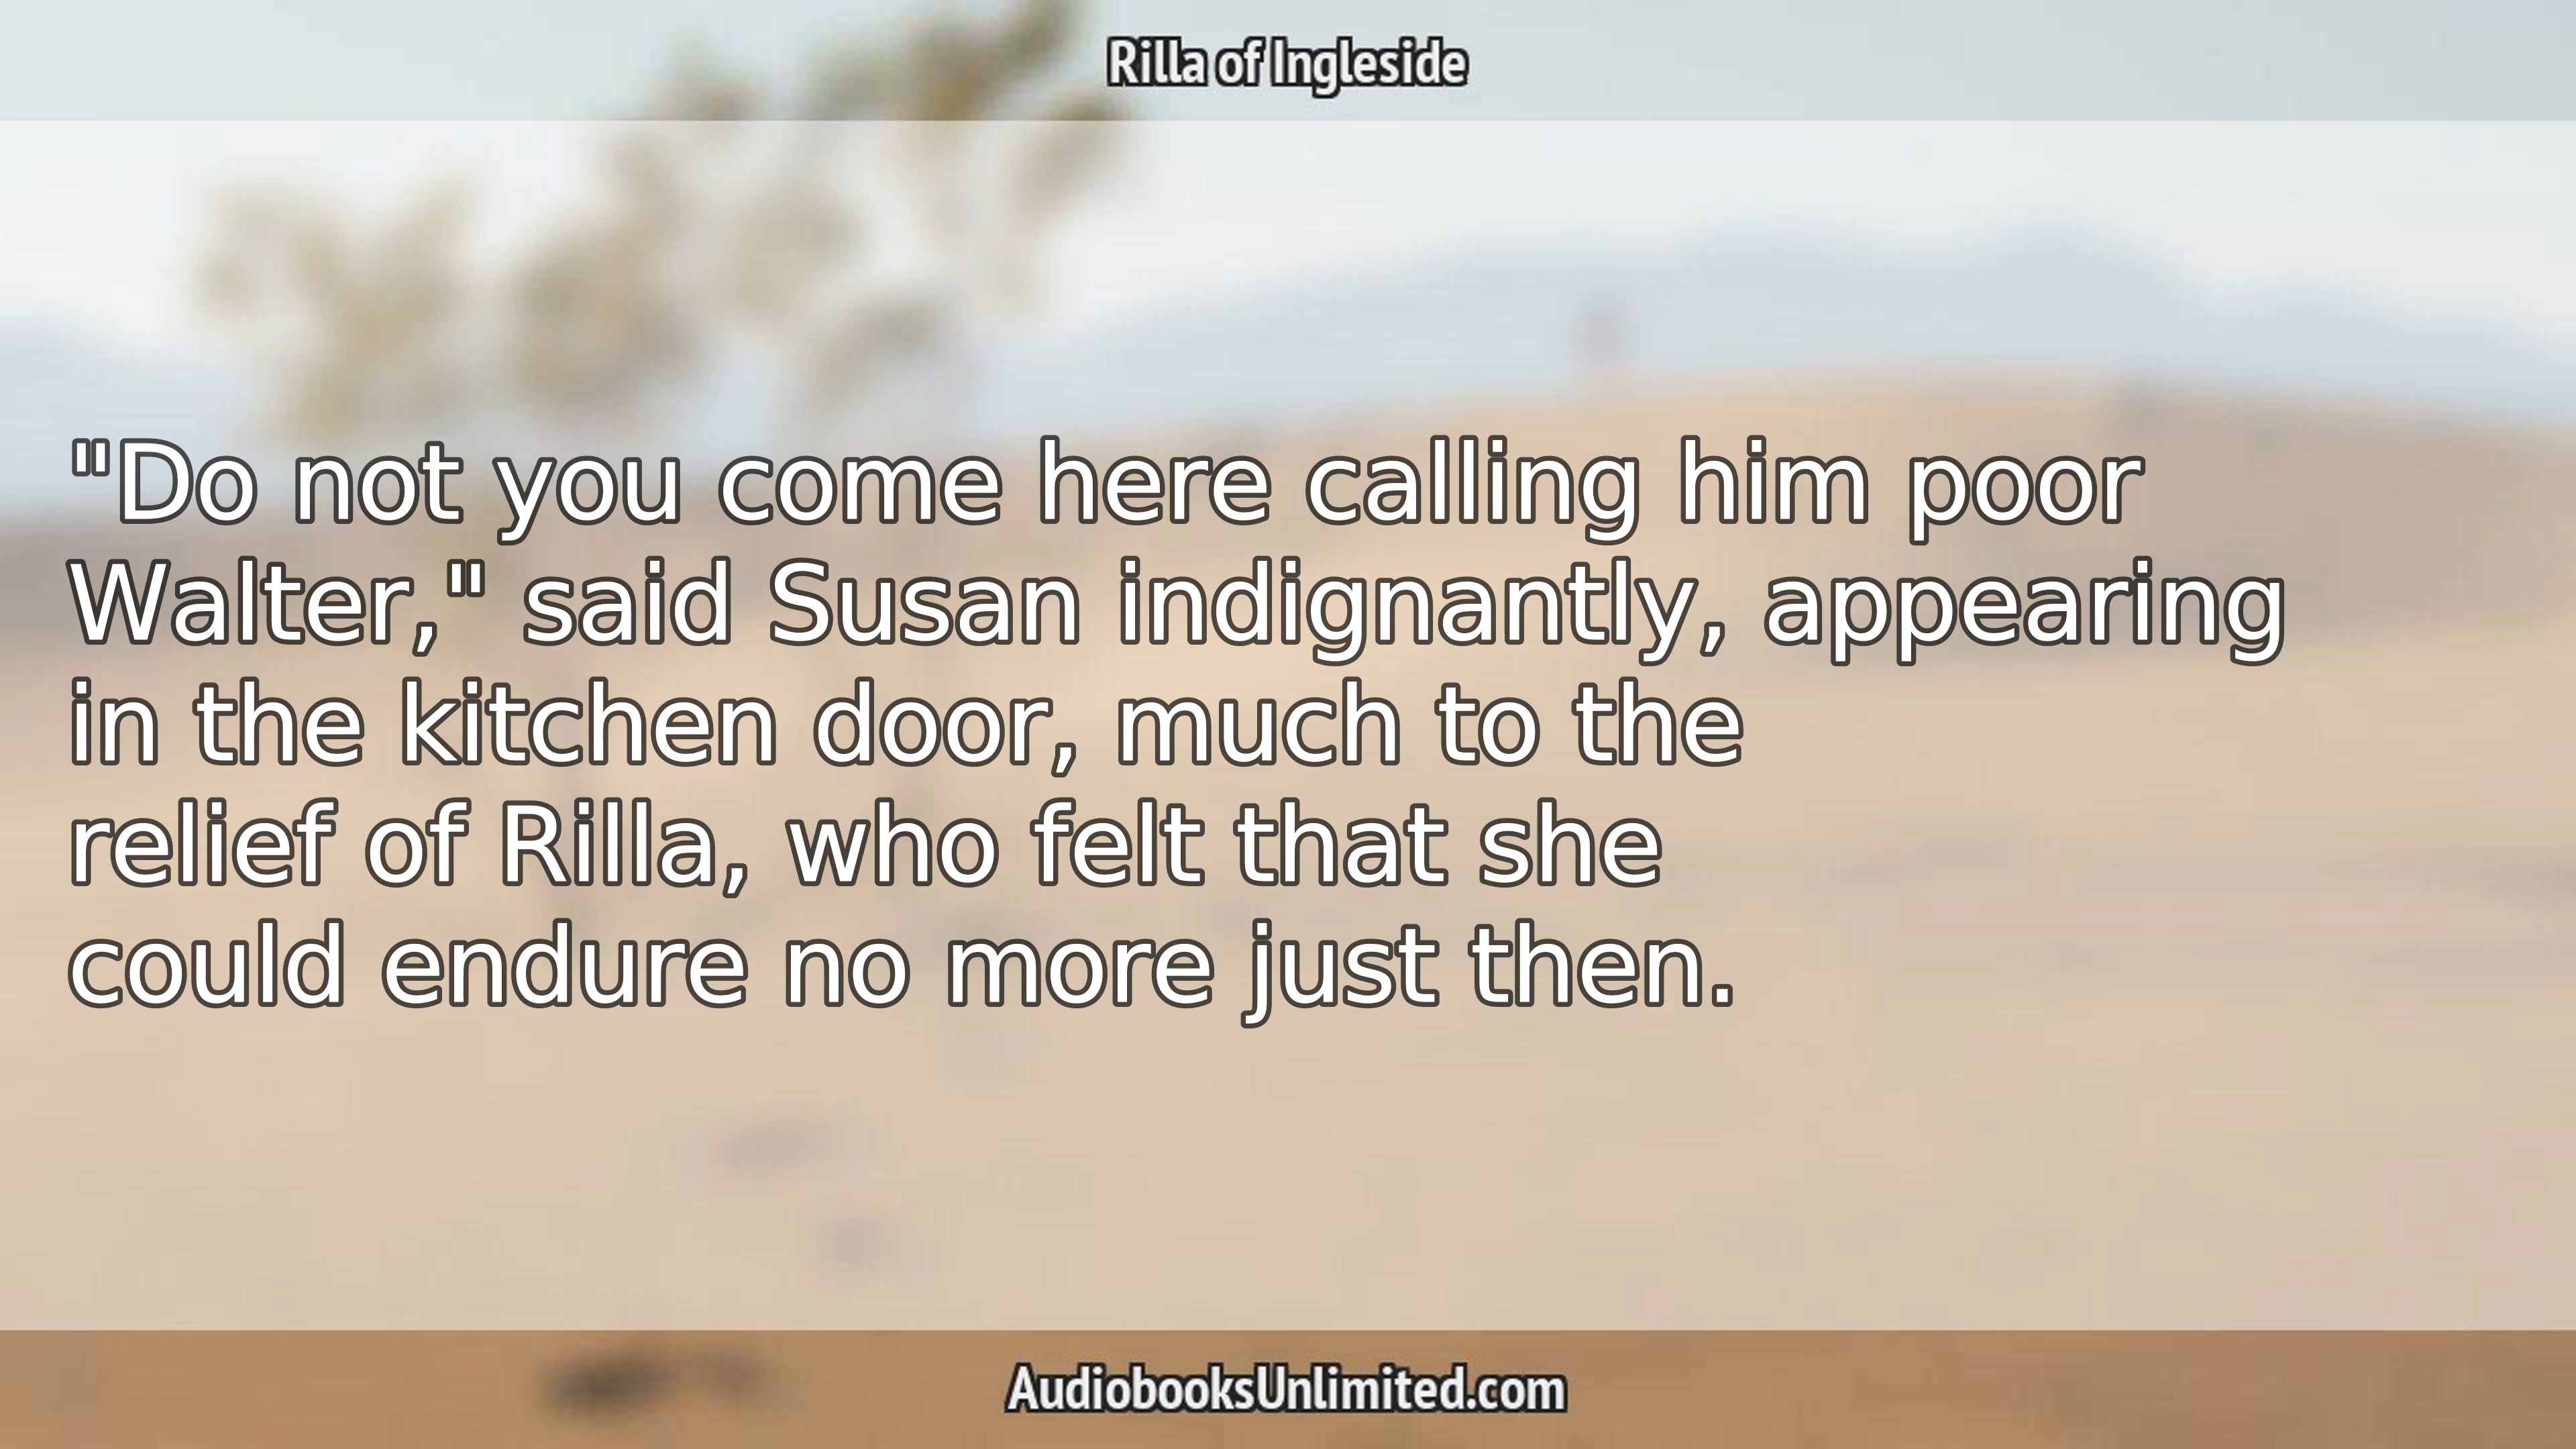 Rilla of Ingleside
"Do not you come here calling him poor
Walter," said Susan indignantly, appearing
in the kitchen door, much to the
relief of Rilla, who felt that she
could endure no more just then.
AudiobooksUnlimited.com